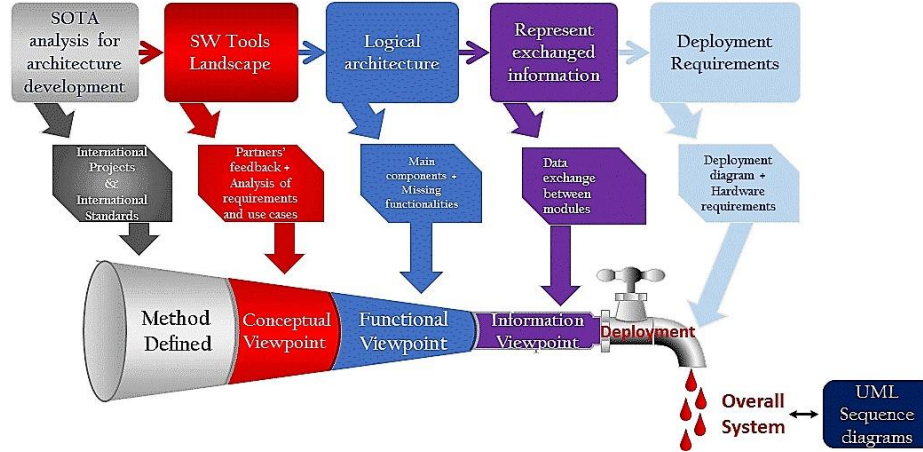 SOTA
analysis for
architecture
development
SW Tools
Landscape
Logical
architecture
Represent
exchanged
information
Deployment
Requirements
International
Projects
&
International
Standards
Partners'
feedback +
Analysis of
requirements
and use cases
Main
components +
Missing
functionalities
Data
exchange
between
modules
Deployment
diagram +
Hardware
requirements
Method
Defined
Conceptual
Viewpoint
Functional
Viewpoint
Information
Viewpoint
Deployment
Overall
System
UML
Sequence
diagrams